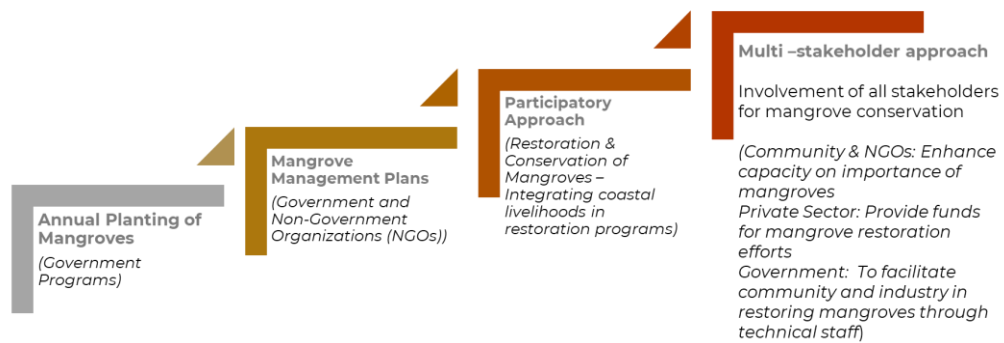 Annual Planting of
Mangroves
(Government
Programs)
Mangrove
Management Plans
(Government and
Non-Government
Organizations (NGOs))
Participatory
Approach
(Restoration &
Conservation of
Mangroves –
Integrating coastal
livelihoods in
restoration programs)
Multi –stakeholder approach
Involvement of all stakeholders
for mangrove conservation
(Community & NGOs: Enhance
capacity on importance of
mangroves
Private Sector: Provide funds
for mangrove restoration
efforts
Government: To facilitate
community and industry in
restoring mangroves through
technical staff)